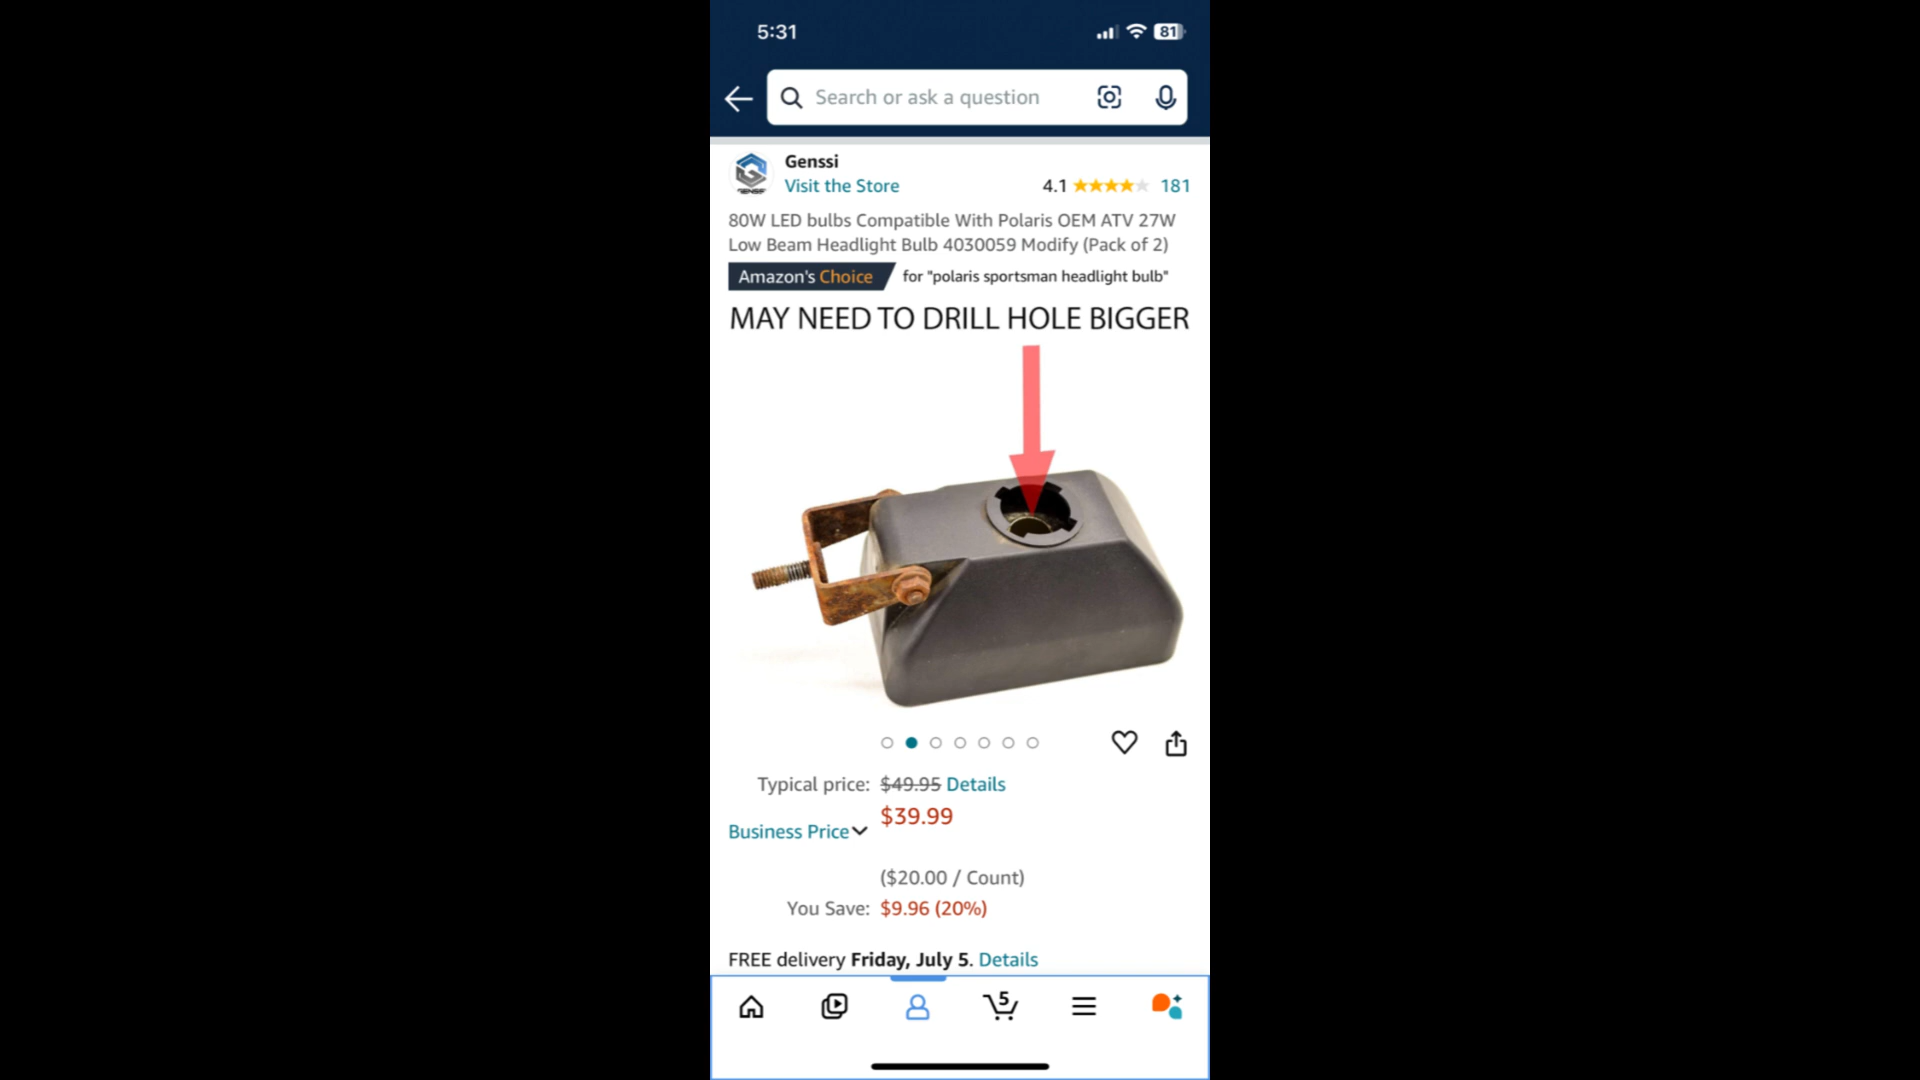 5:31
81
Search or ask a question
Genssi
Visit the Store
4.1
181
80W LED bulbs Compatible With Polaris OEM ATV 27W
Low Beam Headlight Bulb 4030059 Modify (Pack of 2)
Amazon's Choice for "polaris sportsman headlight bulb"
MAY NEED TO DRILL HOLE BIGGER
Typical price: $49.95 Details
$39.99
Business Price
($20.00 / Count)
You Save: $9.96 (20%)
FREE delivery Friday, July 5. Details
5